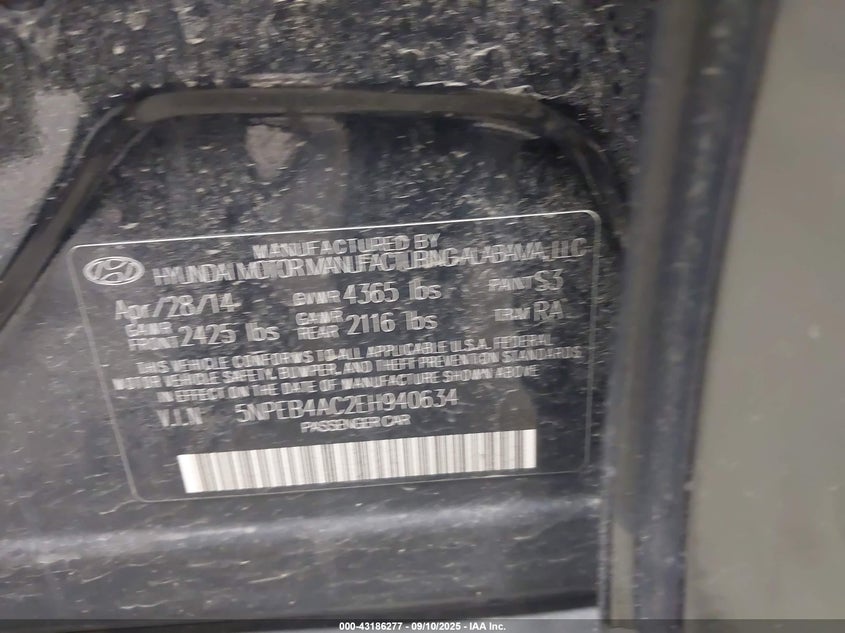 MANUFACTURED BY
HYUNDAI MOTOR MANUFACTURING ALABAMA, LLC
Apr/28/14 GVWR 4365 lbs PAINT S3
GAWR FRONT 2425 lbs GAWR REAR 2116 lbs TRIM RA
THIS VEHICLE CONFORMS TO ALL APPLICABLE U.S.A. FEDERAL
MOTOR VEHICLE SAFETY, BUMPER, AND THEFT PREVENTION STANDARDS
IN EFFECT ON THE DATE OF MANUFACTURE SHOWN ABOVE
V.I.N 5NPEB4AC2EH940634
PASSENGER CAR
000-43186277 - 09/10/2025 - IAA Inc.